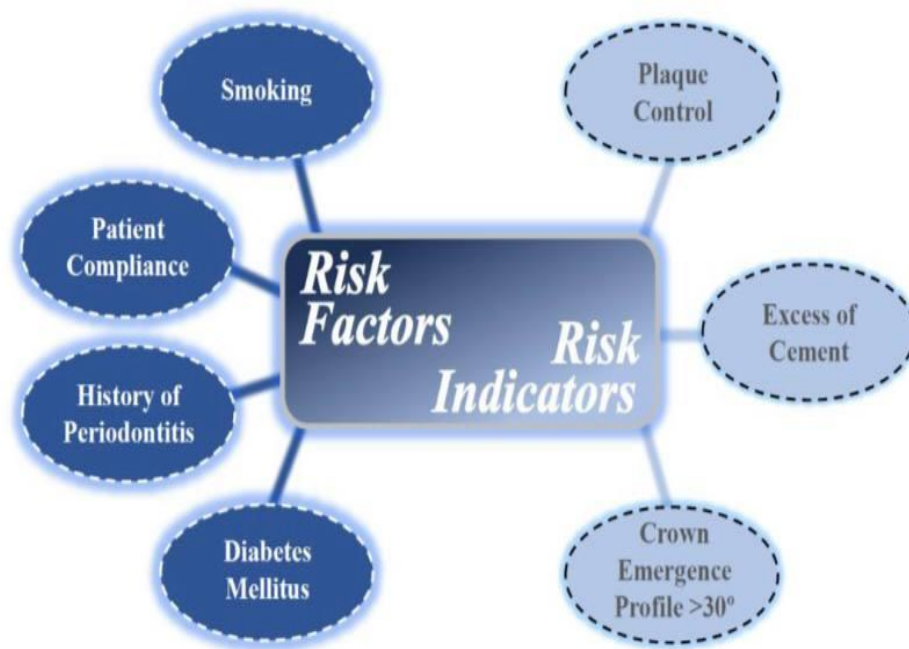 Smoking
Patient
Compliance
History of
Periodontitis
Diabetes
Mellitus
Risk
Factors
Risk
Indicators
Plaque
Control
Excess of
Cement
Crown
Emergence
Profile >30º